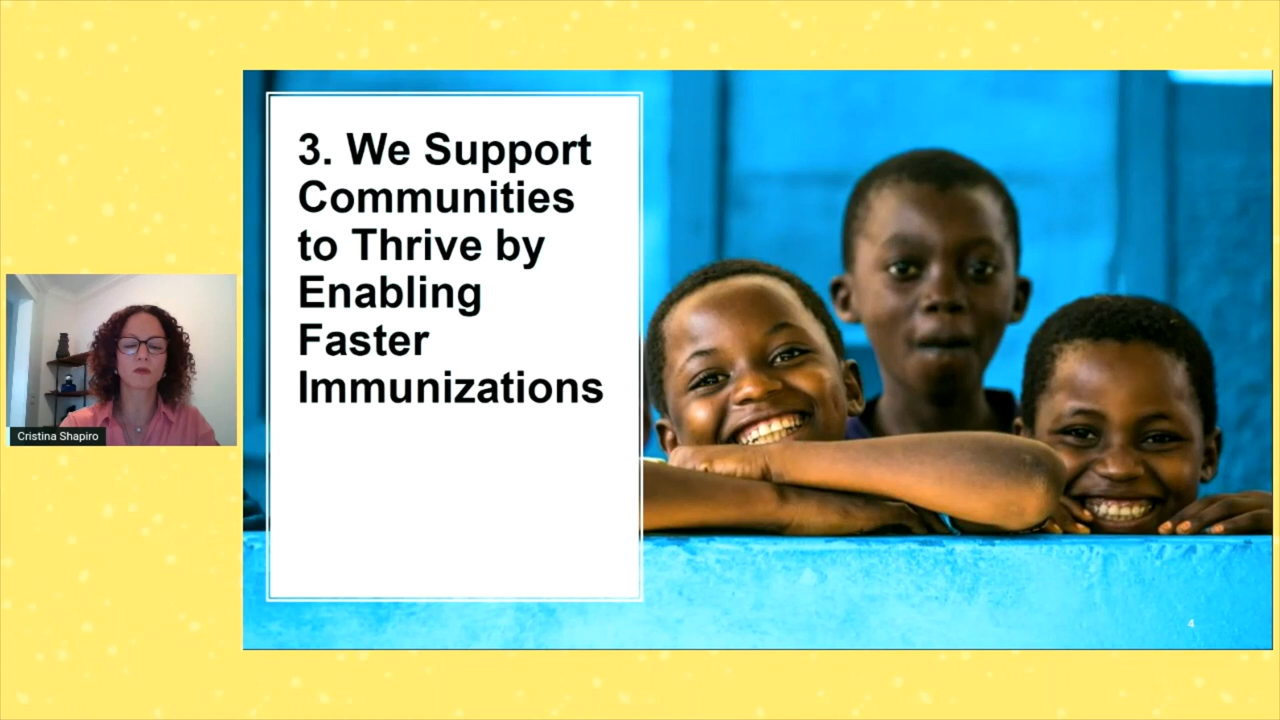 3. We Support
Communities
to Thrive by
Enabling
Faster
Immunizations
Cristina Shapiro
4